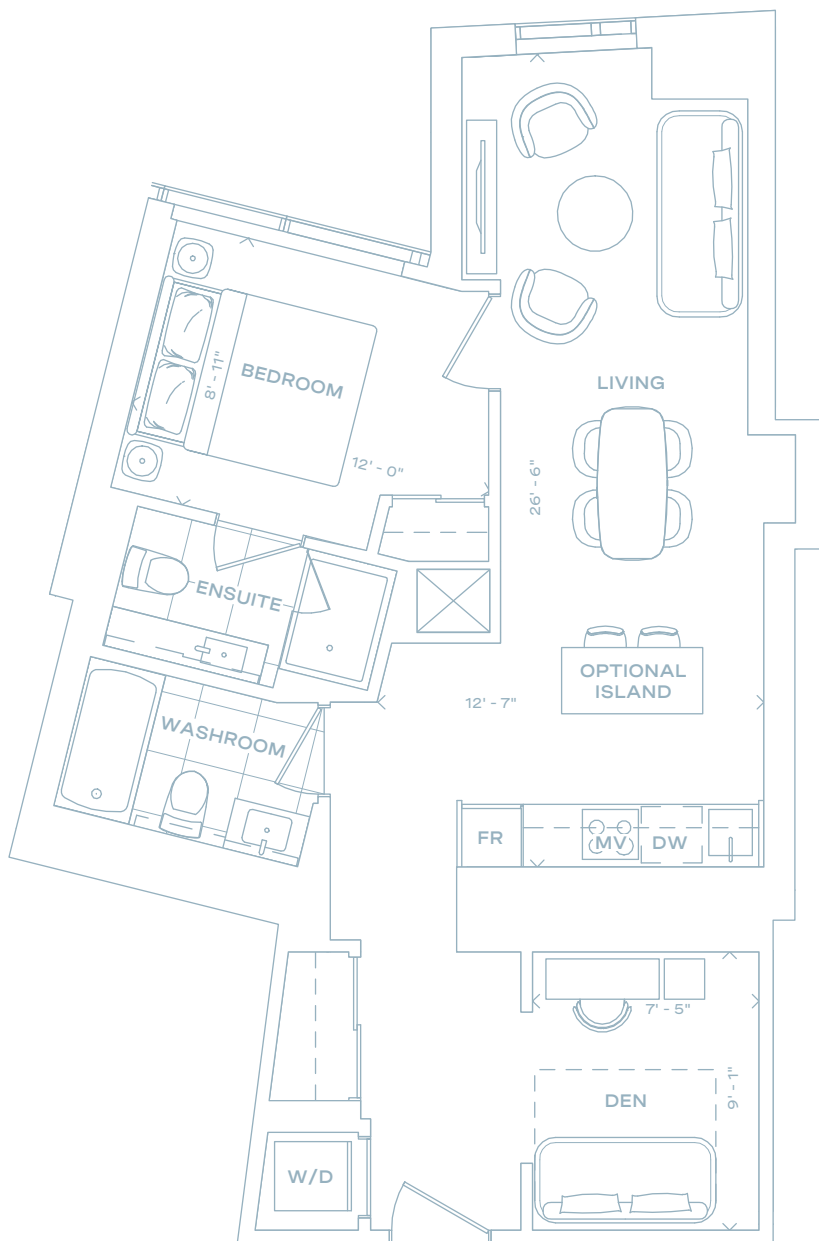 BEDROOM
8' - 11"
12' - 0"
LIVING
26' - 6"
ENSUITE
OPTIONAL
ISLAND
12' - 7"
WASHROOM
FR
MV
DW
7' - 5"
DEN
9' - 1"
W/D